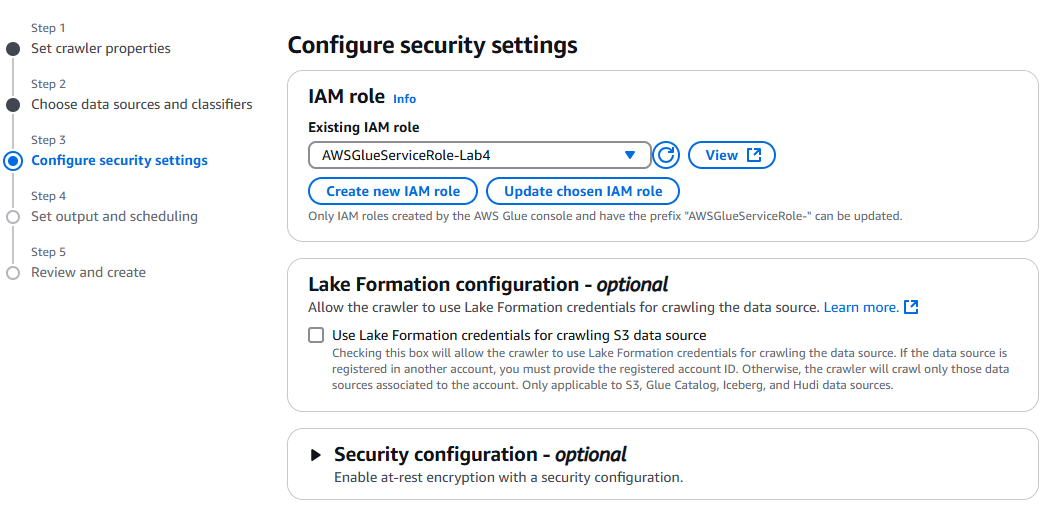 Step 1
Set crawler properties
Step 2
Choose data sources and classifiers
Step 3
Configure security settings
Step 4
Set output and scheduling
Step 5
Review and create
Configure security settings
IAM role Info
Existing IAM role
AWSGlueServiceRole-Lab4
View
Create new IAM role
Update chosen IAM role
Only IAM roles created by the AWS Glue console and have the prefix "AWSGlueServiceRole-" can be updated.
Lake Formation configuration - optional
Allow the crawler to use Lake Formation credentials for crawling the data source. Learn more.
Use Lake Formation credentials for crawling S3 data source
Checking this box will allow the crawler to use Lake Formation credentials for crawling the data source. If the data source is
registered in another account, you must provide the registered account ID. Otherwise, the crawler will crawl only those data
sources associated to the account. Only applicable to S3, Glue Catalog, Iceberg, and Hudi data sources.
Security configuration - optional
Enable at-rest encryption with a security configuration.